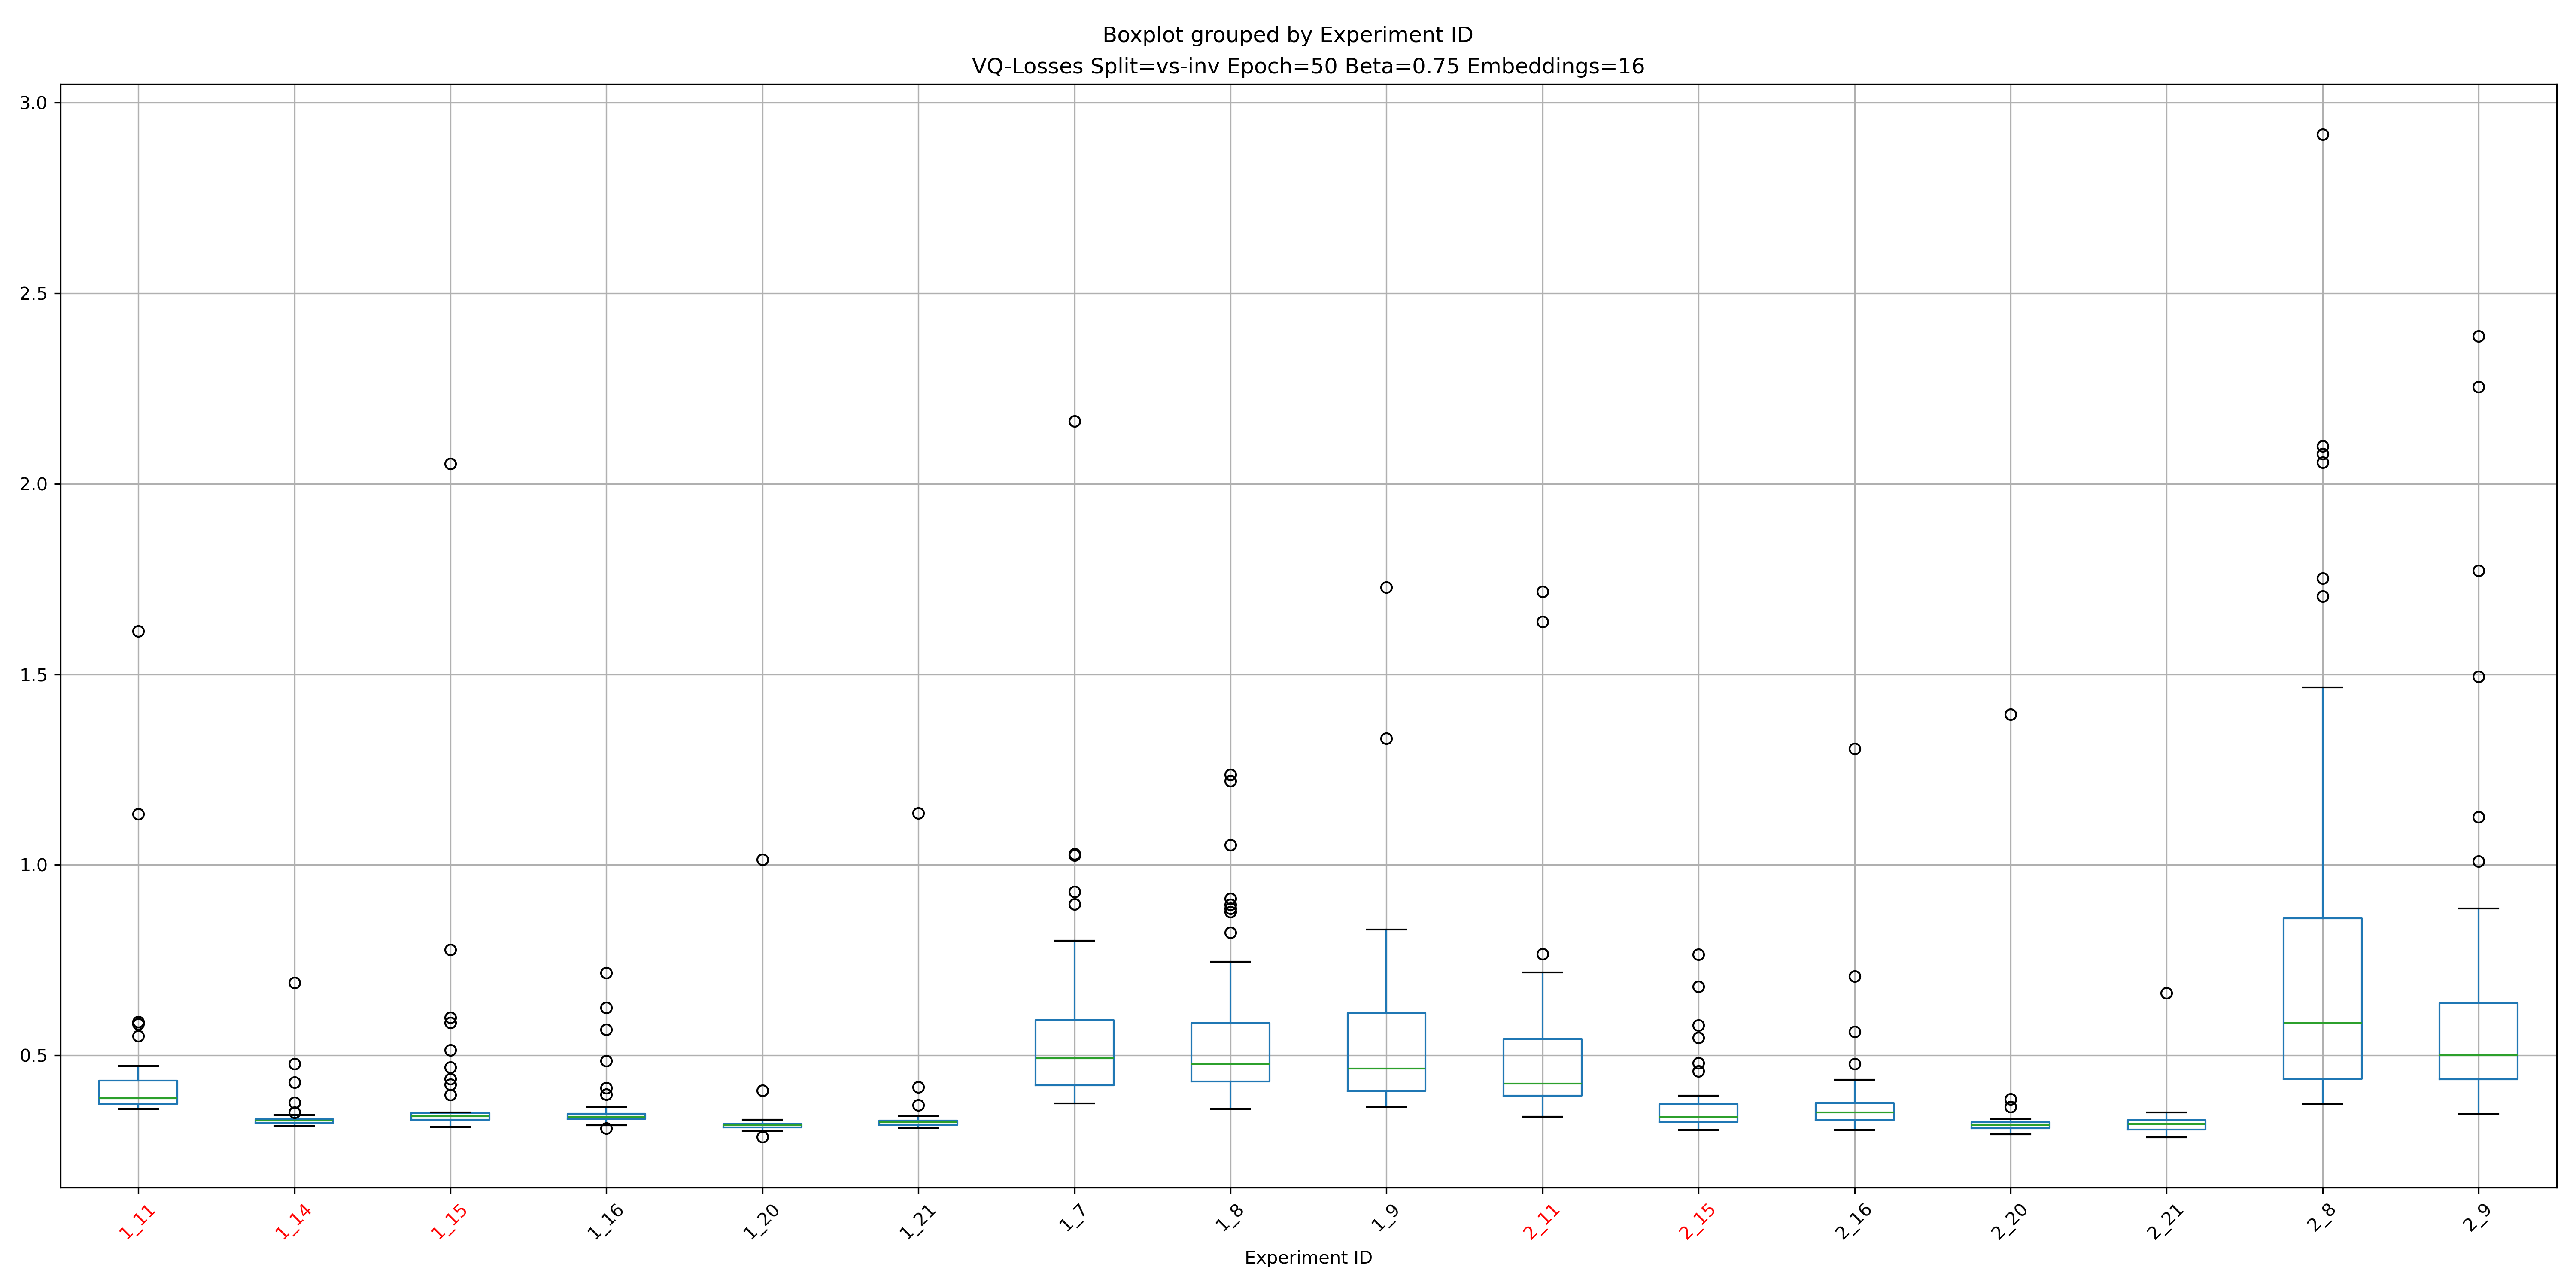 Boxplot grouped by Experiment ID
VQ-Losses Split=vs-inv Epoch=50 Beta=0.75 Embeddings=16
3.0
2.5
2.0
1.5
1.0
0.5
1_11 1_14 1_15 1_16 1_20 1_21 1_7 1_8 1_9 2_11 2_15 2_16 2_20 2_21 2_8 2_9
Experiment ID